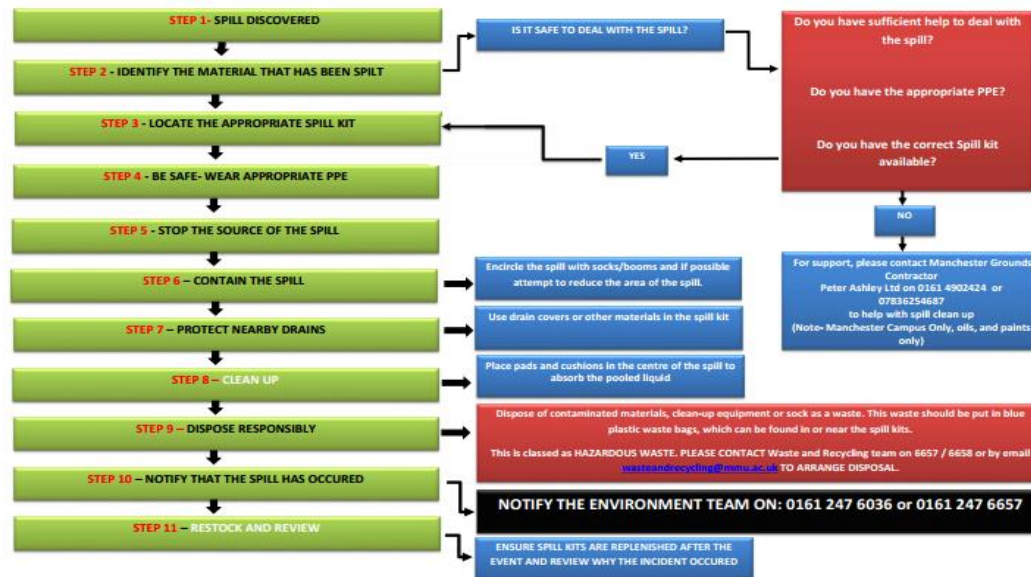 STEP 1- SPILL DISCOVERED
STEP 2 - IDENTIFY THE MATERIAL THAT HAS BEEN SPILT
IS IT SAFE TO DEAL WITH THE SPILL?
Do you have sufficient help to deal with
the spill?
Do you have the appropriate PPE?
Do you have the correct Spill kit
available?
YES
NO
For support, please contact Manchester Grounds
Contractor
Peter Ashley Ltd on 0161 4902424 or
07836254687
to help with spill clean up
(Note- Manchester Campus Only, oils, and paints
only)
STEP 3 - LOCATE THE APPROPRIATE SPILL KIT
STEP 4 - BE SAFE- WEAR APPROPRIATE PPE
STEP 5 - STOP THE SOURCE OF THE SPILL
STEP 6 – CONTAIN THE SPILL
Encircle the spill with socks/booms and if possible
attempt to reduce the area of the spill.
STEP 7 – PROTECT NEARBY DRAINS
Use drain covers or other materials in the spill kit
STEP 8 – CLEAN UP
Place pads and cushions in the centre of the spill to
absorb the pooled liquid
STEP 9 – DISPOSE RESPONSIBLY
Dispose of contaminated materials, clean-up equipment or sock as a waste. This waste should be put in blue
plastic waste bags, which can be found in or near the spill kits.
This is classed as HAZARDOUS WASTE. PLEASE CONTACT Waste and Recycling team on 6657 / 6658 or by email
wasteandrecycling@mmu.ac.uk TO ARRANGE DISPOSAL.
STEP 10 – NOTIFY THAT THE SPILL HAS OCCURED
NOTIFY THE ENVIRONMENT TEAM ON: 0161 247 6036 or 0161 247 6657
STEP 11 – RESTOCK AND REVIEW
ENSURE SPILL KITS ARE REPLENISHED AFTER THE
EVENT AND REVIEW WHY THE INCIDENT OCCURED